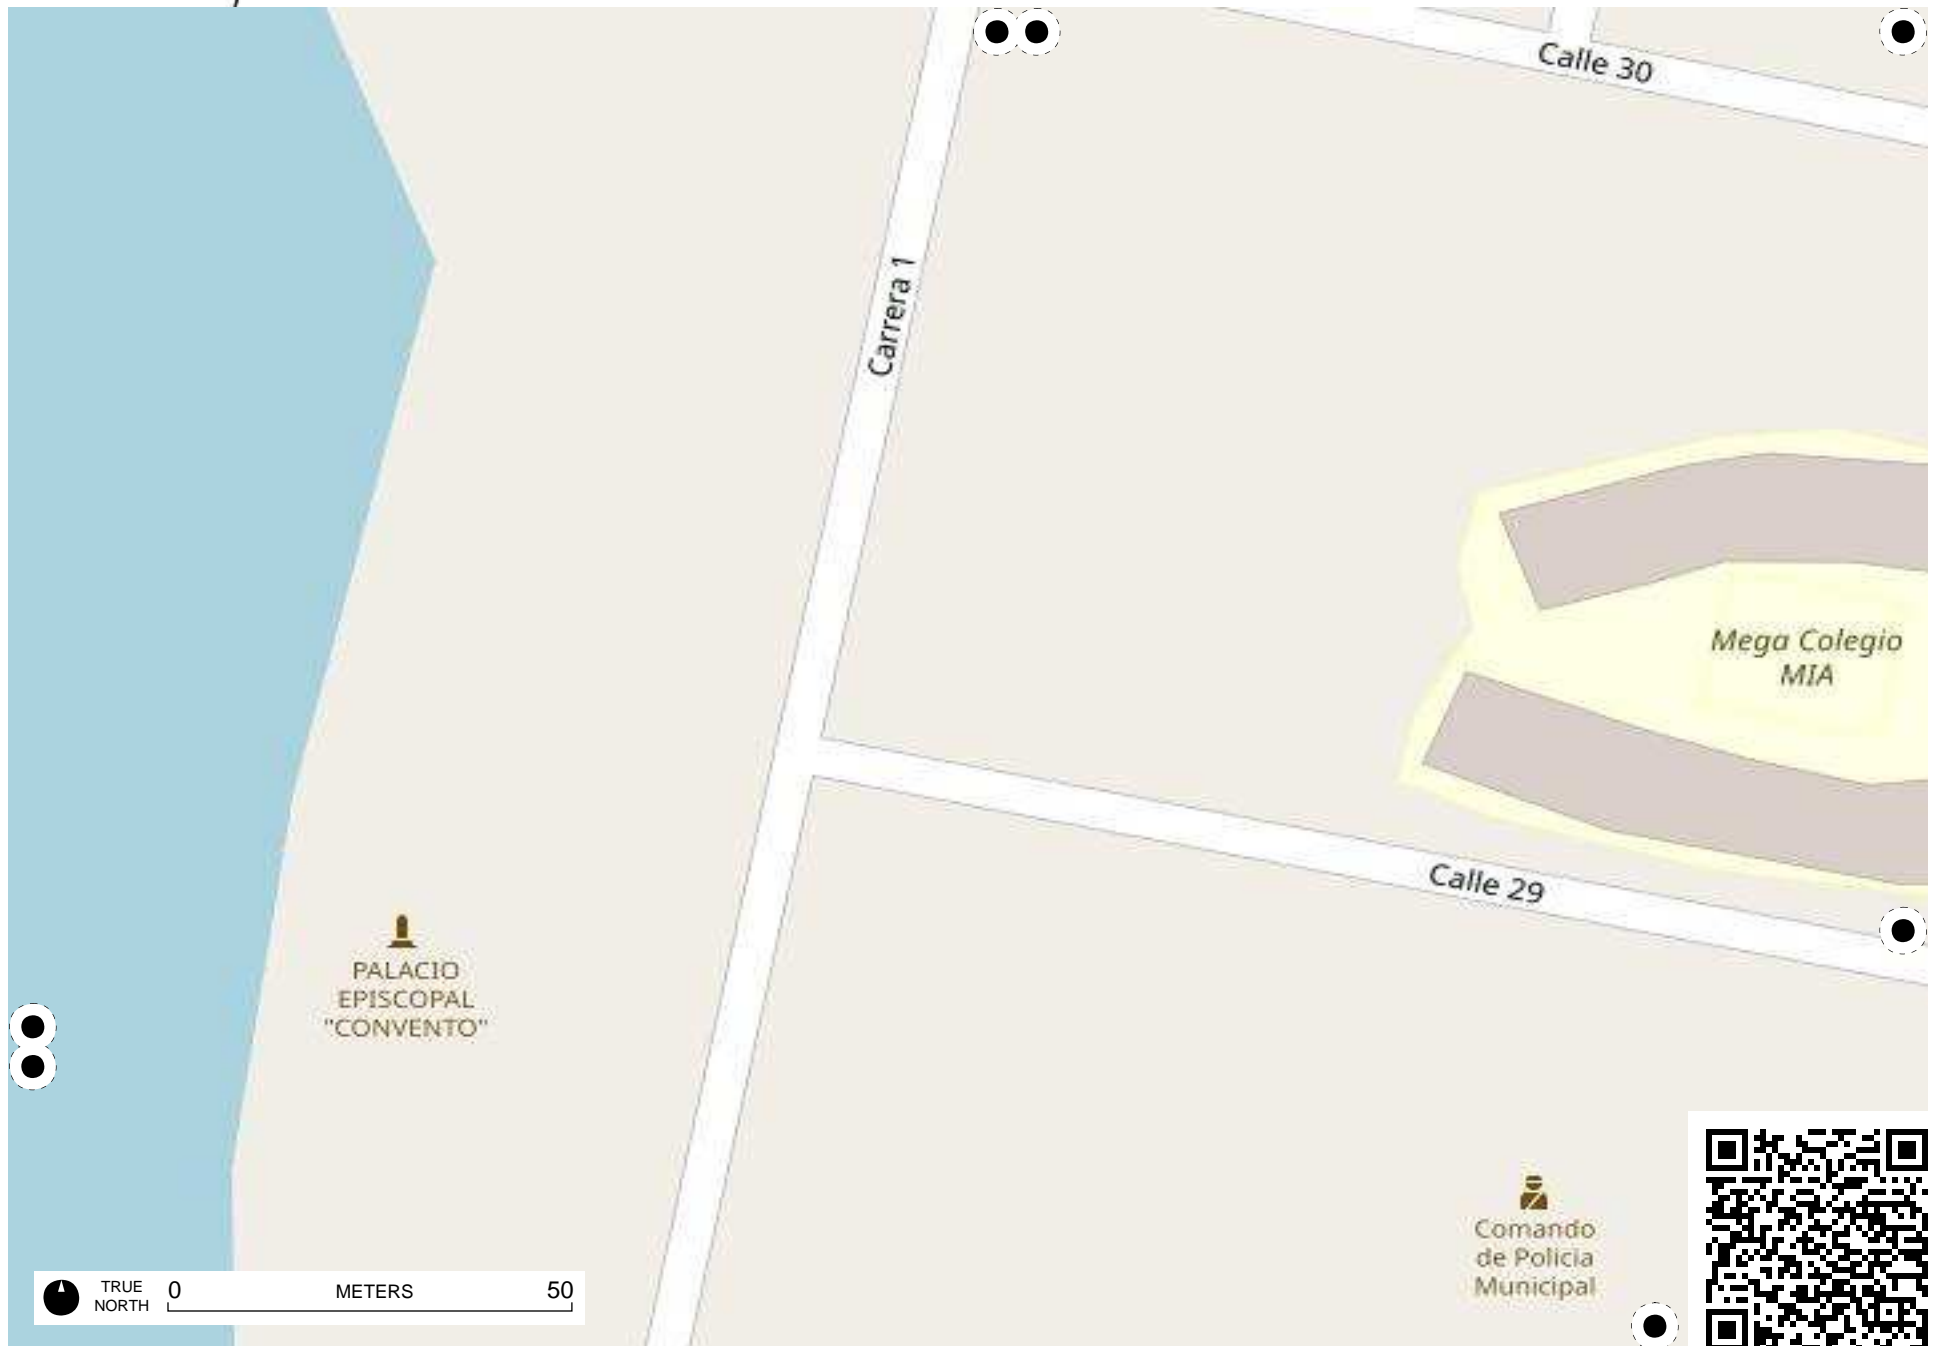 Calle 30
Carrera 1
Mega Colegio
MIA
Calle 29
PALACIO
EPISCOPAL
"CONVENTO"
Comando
de Policia
Municipal
TRUE
NORTH
0 METERS 50